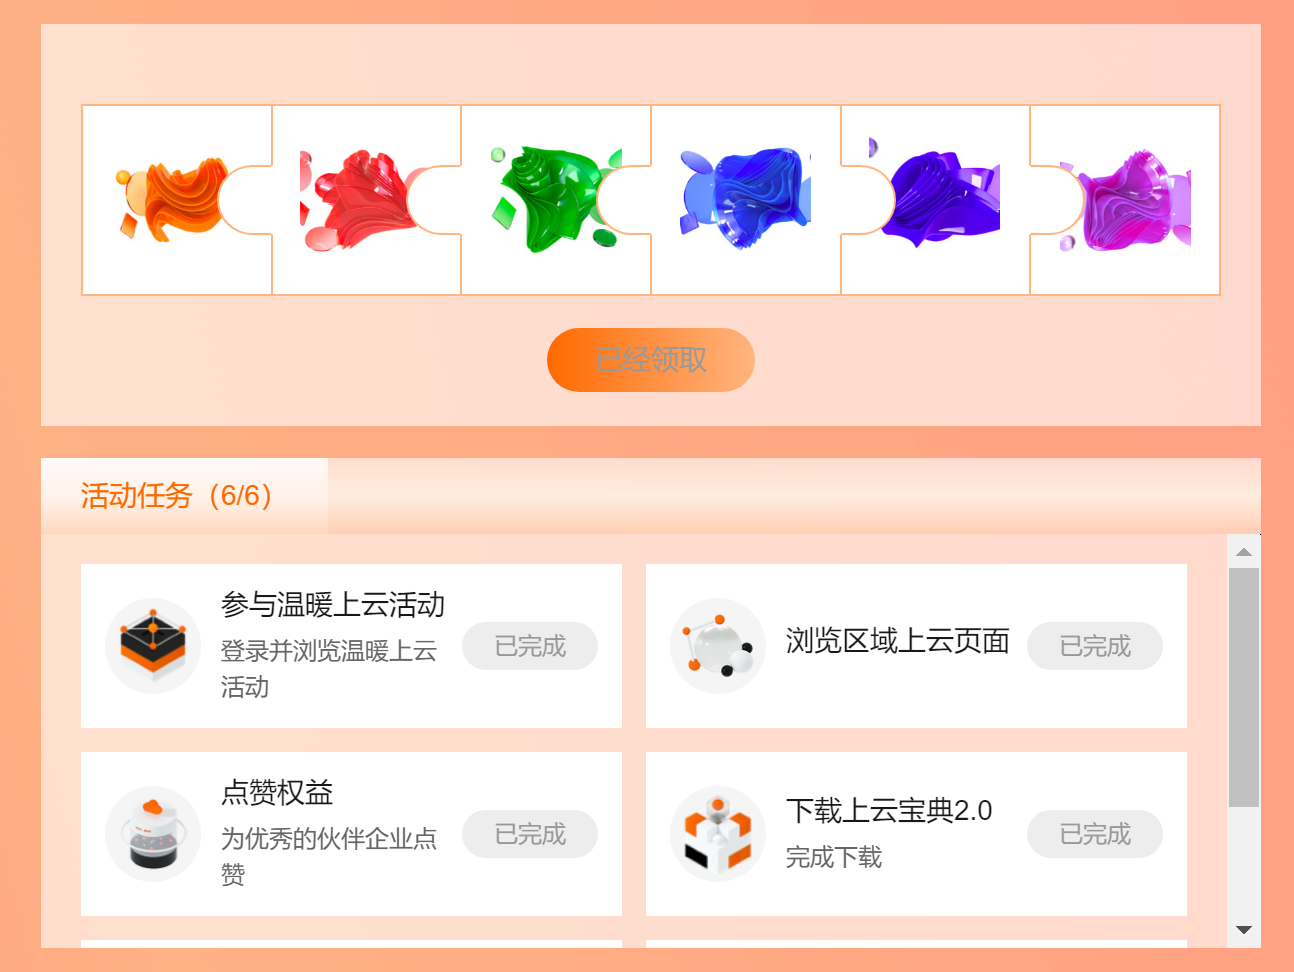 已经领取
活动任务（6/6）
参与温暖上云活动
登录并浏览温暖上云
活动
已完成
浏览区域上云页面
已完成
点赞权益
为优秀的伙伴企业点
赞
已完成
下载上云宝典2.0
完成下载
已完成